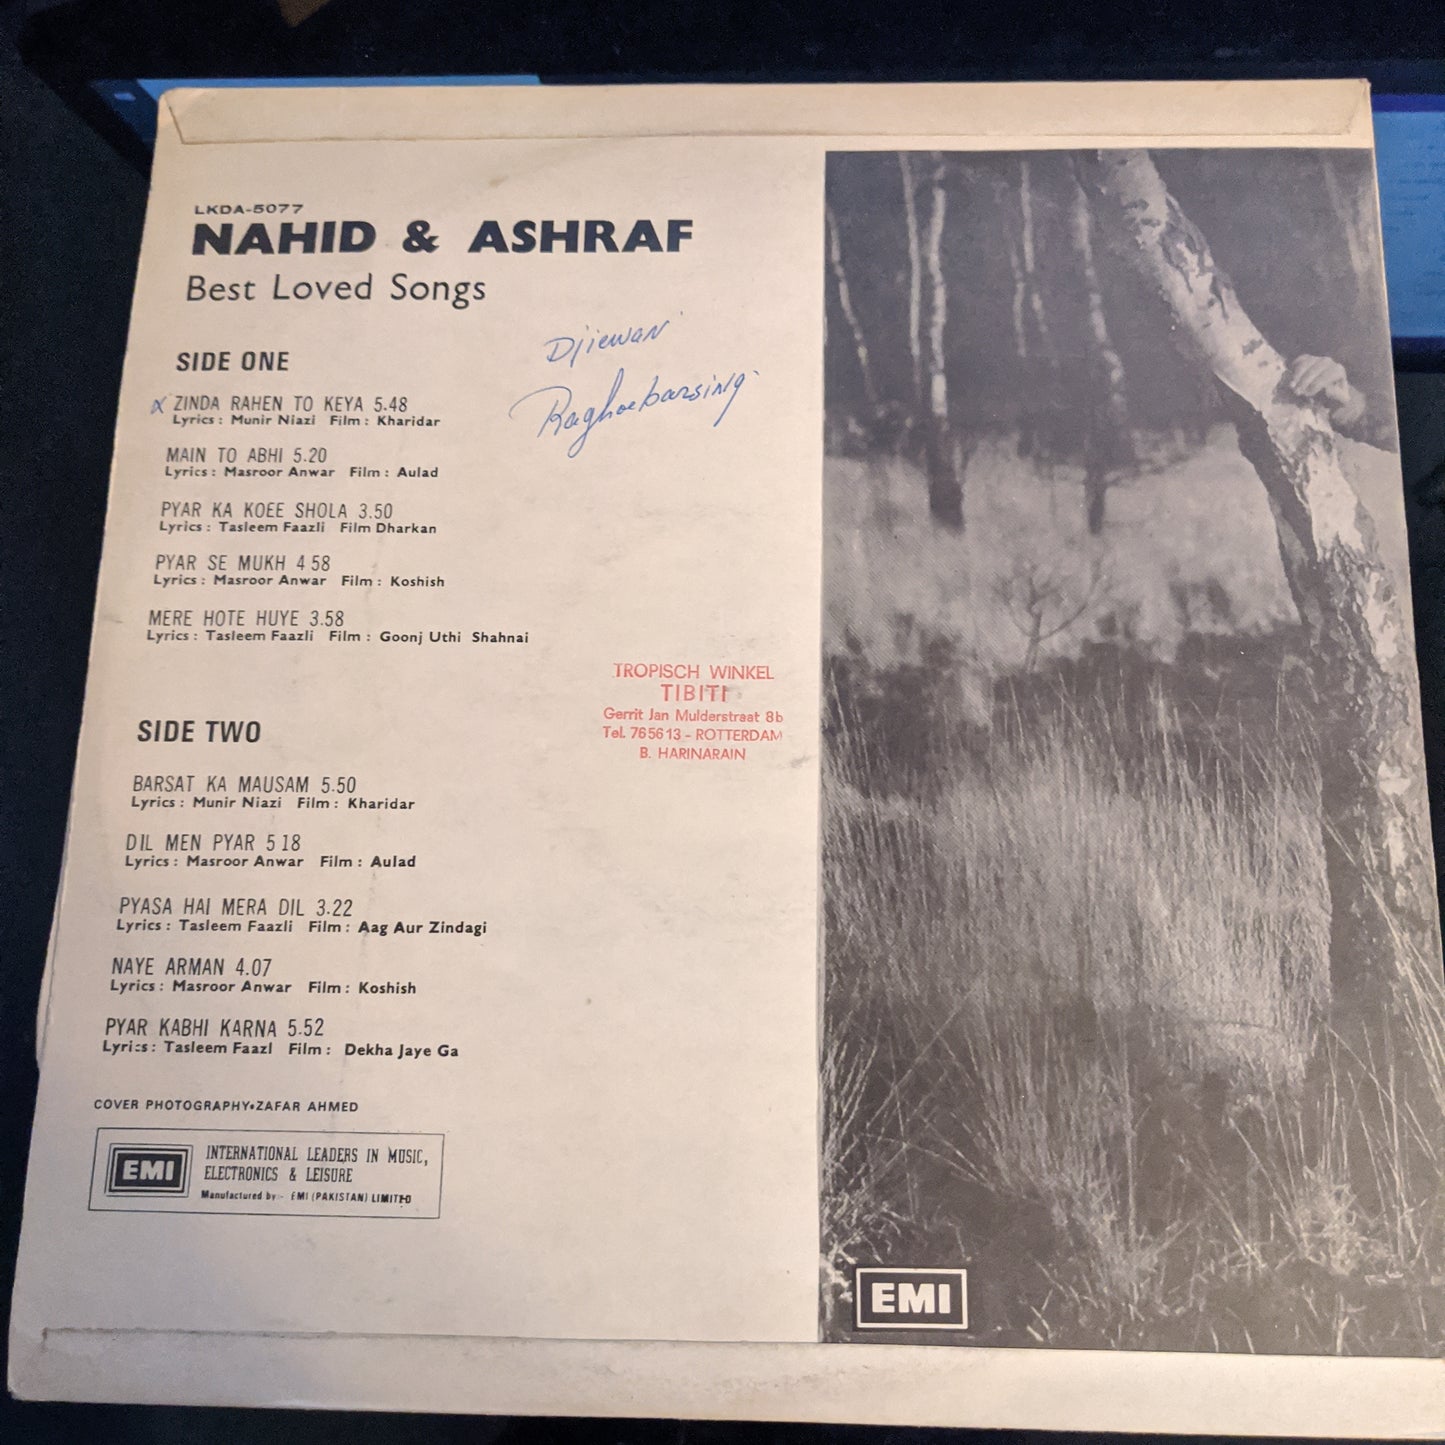 LKDA-5077
NAHID & ASHRAF
Best Loved Songs
Djiewan
Raghoebarsing
SIDE ONE
x ZINDA RAHEN TO KEYA 5.48
Lyrics : Munir Niazi Film : Kharidar
MAIN TO ABHI 5.20
Lyrics : Masroor Anwar Film : Aulad
PYAR KA KOEE SHOLA 3.50
Lyrics : Tasleem Faazli Film Dharkan
PYAR SE MUKH 4 58
Lyrics : Masroor Anwar Film : Koshish
MERE HOTE HUYE 3.58
Lyrics : Tasleem Faazli Film : Goonj Uthi Shahnai
TROPISCH WINKEL
TIBITI
Gerrit Jan Mulderstraat 8b
Tel. 765613 - ROTTERDAM
B. HARINARAIN
SIDE TWO
BARSAT KA MAUSAM 5.50
Lyrics : Munir Niazi Film : Kharidar
DIL MEN PYAR 5 18
Lyrics : Masroor Anwar Film : Aulad
PYASA HAI MERA DIL 3.22
Lyrics : Tasleem Faazli Film : Aag Aur Zindagi
NAYE ARMAN 4.07
Lyrics : Masroor Anwar Film : Koshish
PYAR KABHI KARNA 5.52
Lyrics : Tasleem Faazl Film : Dekha Jaye Ga
COVER PHOTOGRAPHY•ZAFAR AHMED
EMI
INTERNATIONAL LEADERS IN MUSIC,
ELECTRONICS & LEISURE
Manufactured by:- EMI (PAKISTAN) LIMITED
EMI